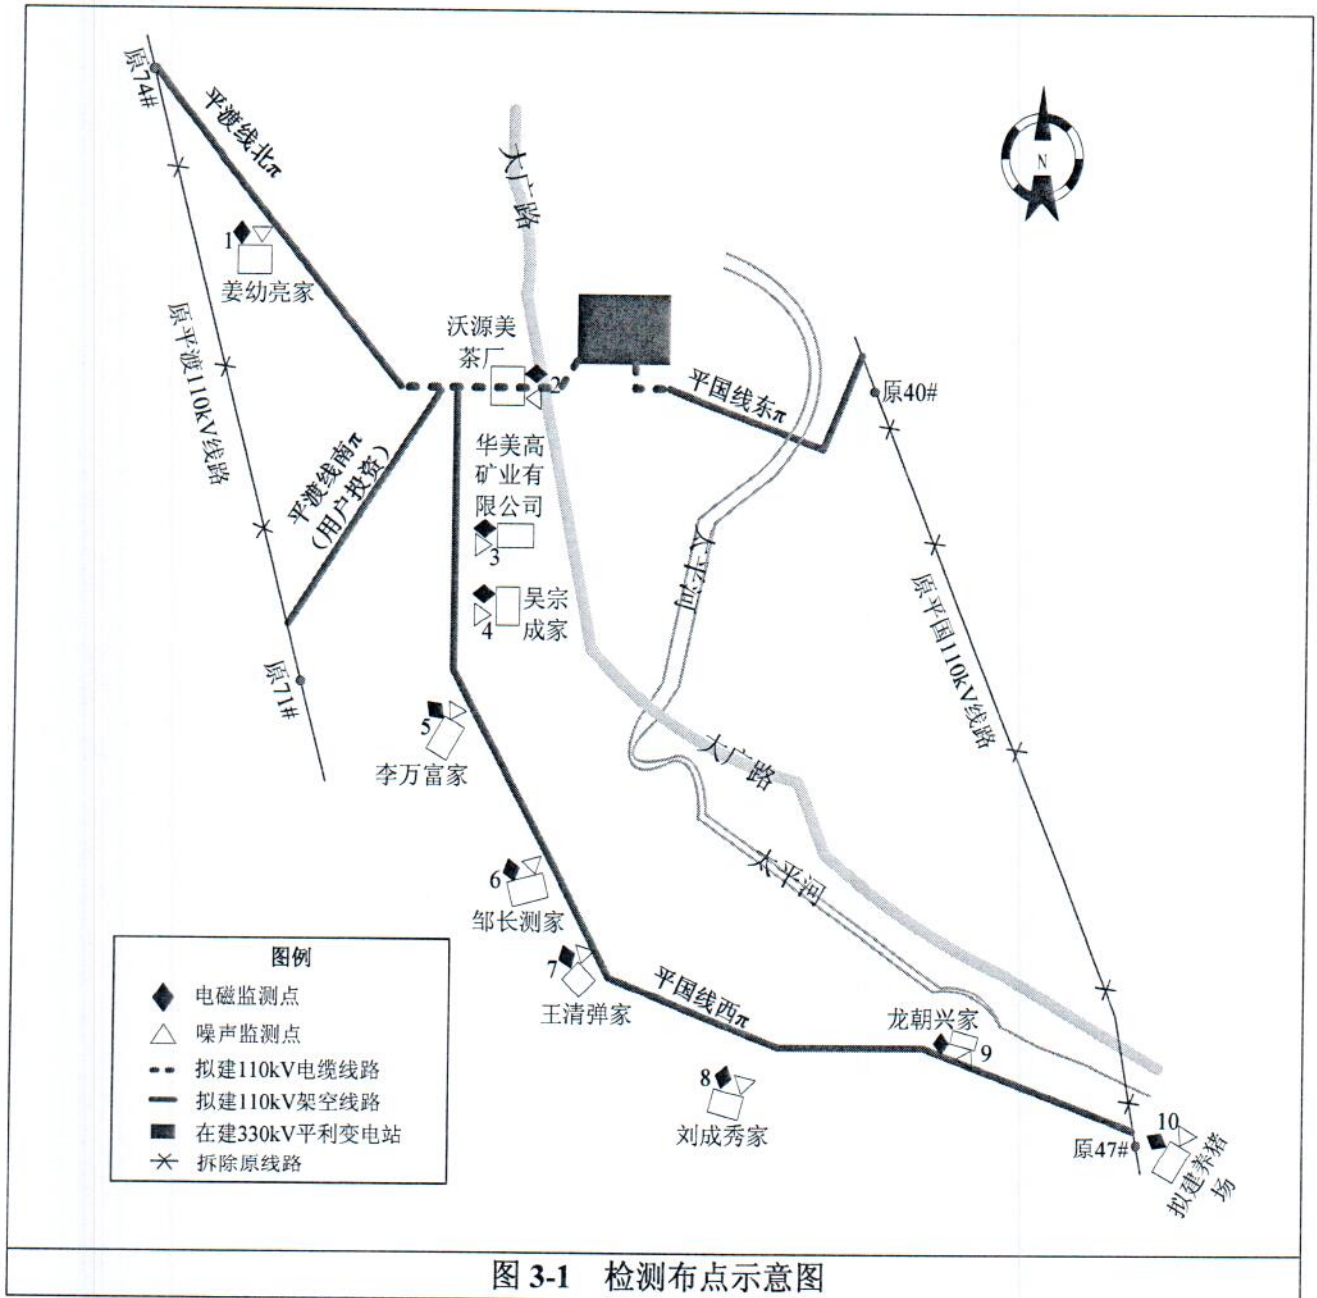 原74#
平渡线北π
大广路
N
1
姜幼亮家
原平渡110kV线路
沃源美
茶厂
2
平国线东π
原40#
平渡线南π
（用户投资）
华美高
矿业有
限公司
3
太平河
吴宗
成家
4
原平国110kV线路
原71#
5
李万富家
大广路
太平河
6
邹长测家
7
王清弹家
平国线西π
龙朝兴家
9
8
刘成秀家
10
原47#
拟建养猪
场
图例
电磁监测点
噪声监测点
拟建110kV电缆线路
拟建110kV架空线路
在建330kV平利变电站
拆除原线路
图 3-1 检测布点示意图